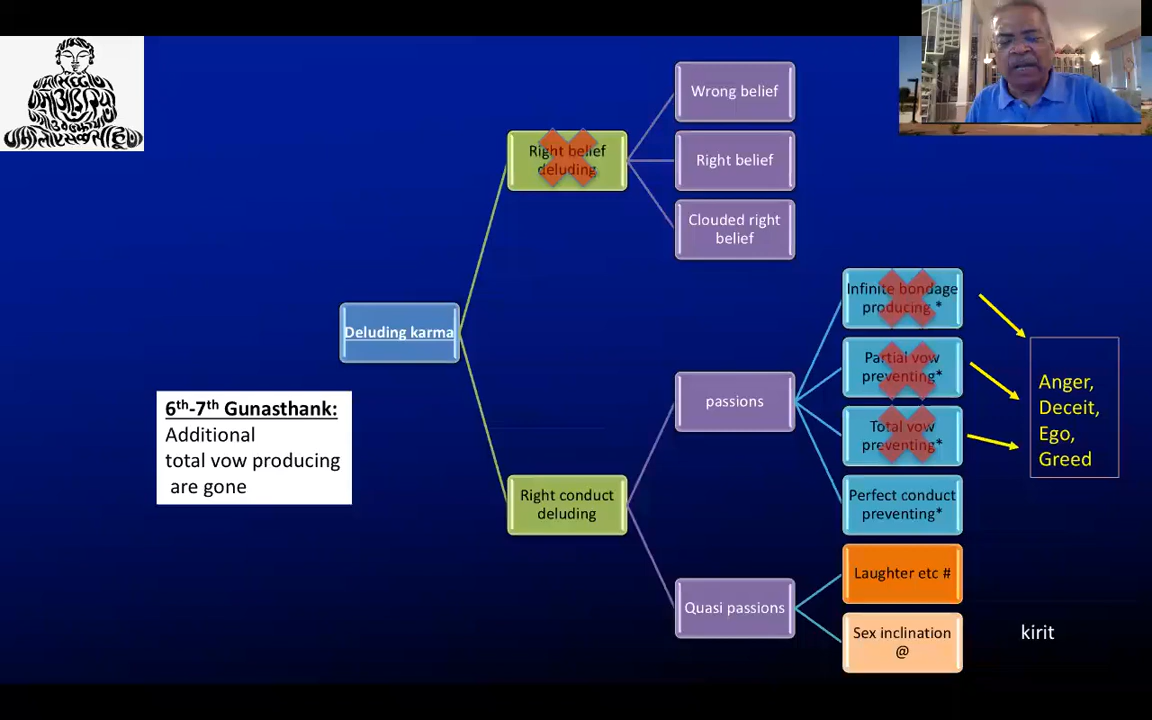 Wrong belief
Right belief
deluding
Right belief
Clouded right
belief
Infinite bondage
producing *
Deluding karma
Partial vow
preventing*
Anger,
Deceit,
Ego,
Greed
passions
6th-7th Gunasthank:
Additional
total vow producing
are gone
Total vow
preventing*
Right conduct
deluding
Perfect conduct
preventing*
Laughter etc #
Quasi passions
Sex inclination
@
kirit